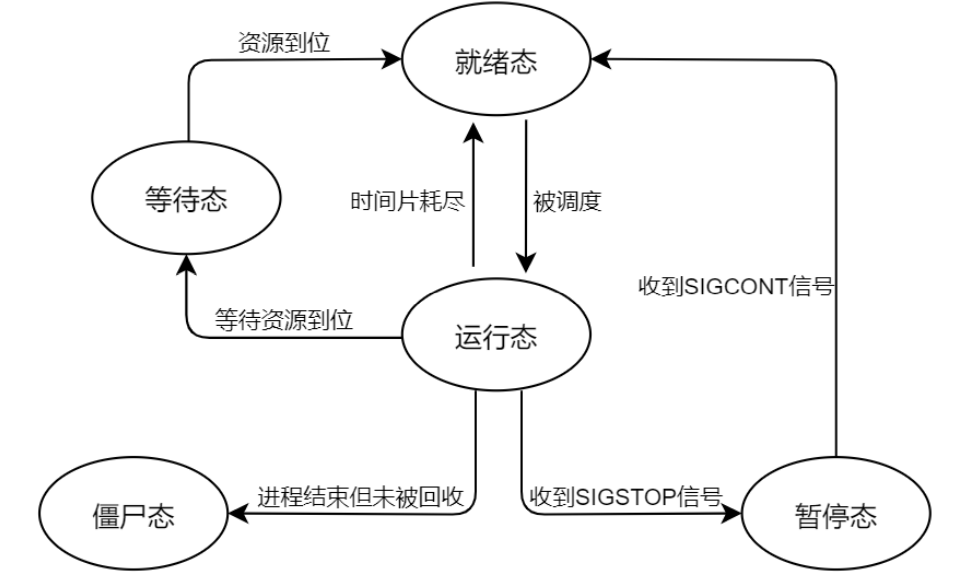 资源到位
就绪态
等待态
时间片耗尽
被调度
收到SIGCONT信号
等待资源到位
运行态
僵尸态
进程结束但未被回收
收到SIGSTOP信号
暂停态